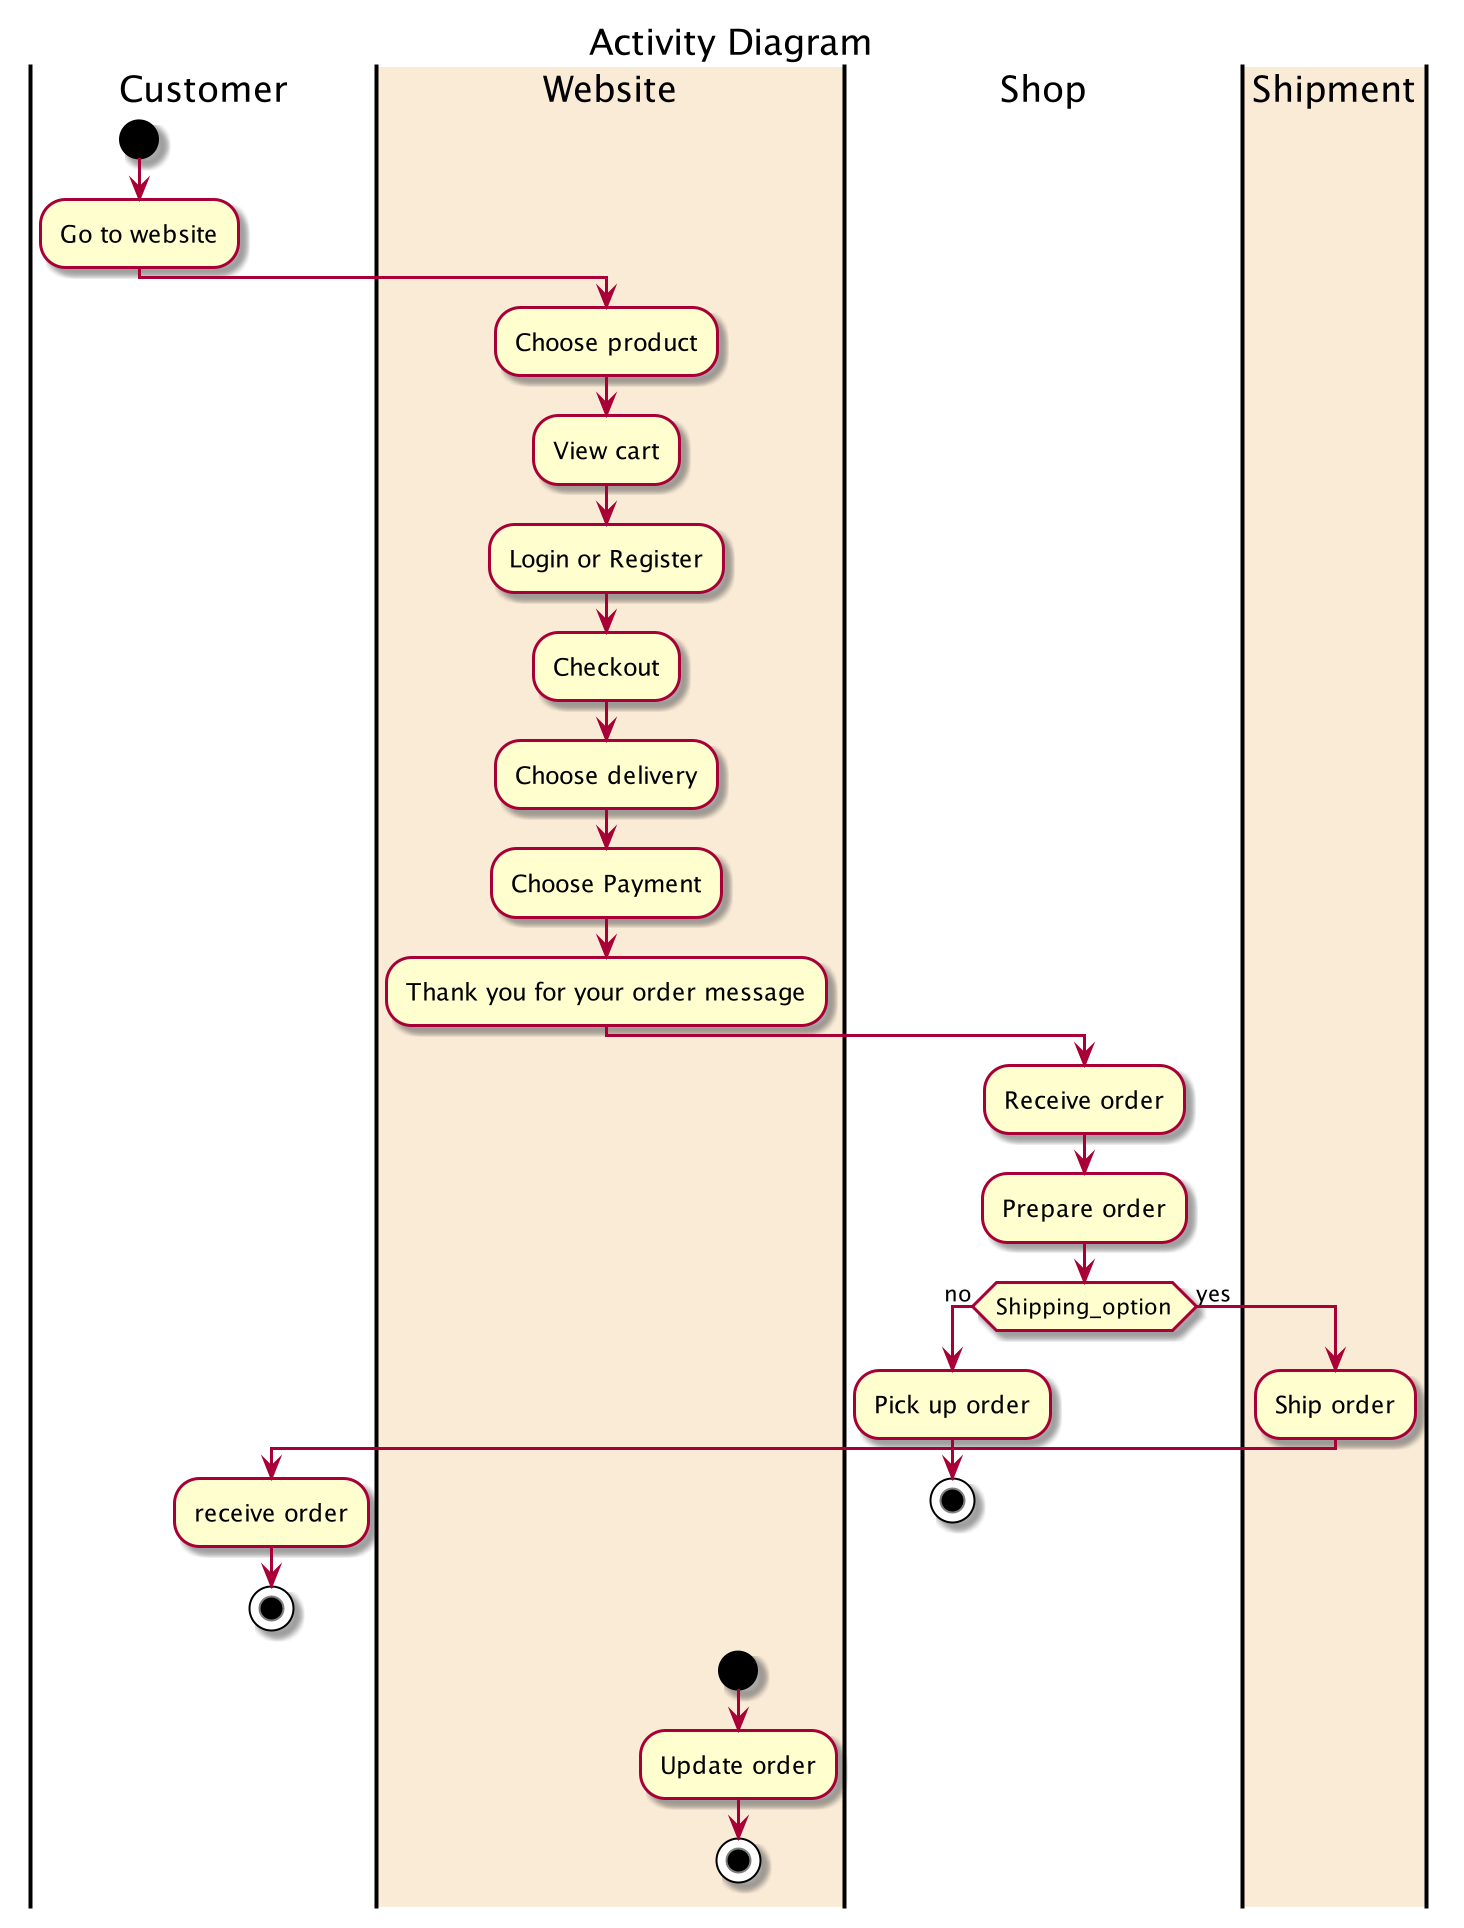 Activity Diagram
Customer
Website
Shop
Shipment
Go to website
Choose product
View cart
Login or Register
Checkout
Choose delivery
Choose Payment
Thank you for your order message
Receive order
Prepare order
no
Shipping_option
yes
Pick up order
Ship order
receive order
Update order